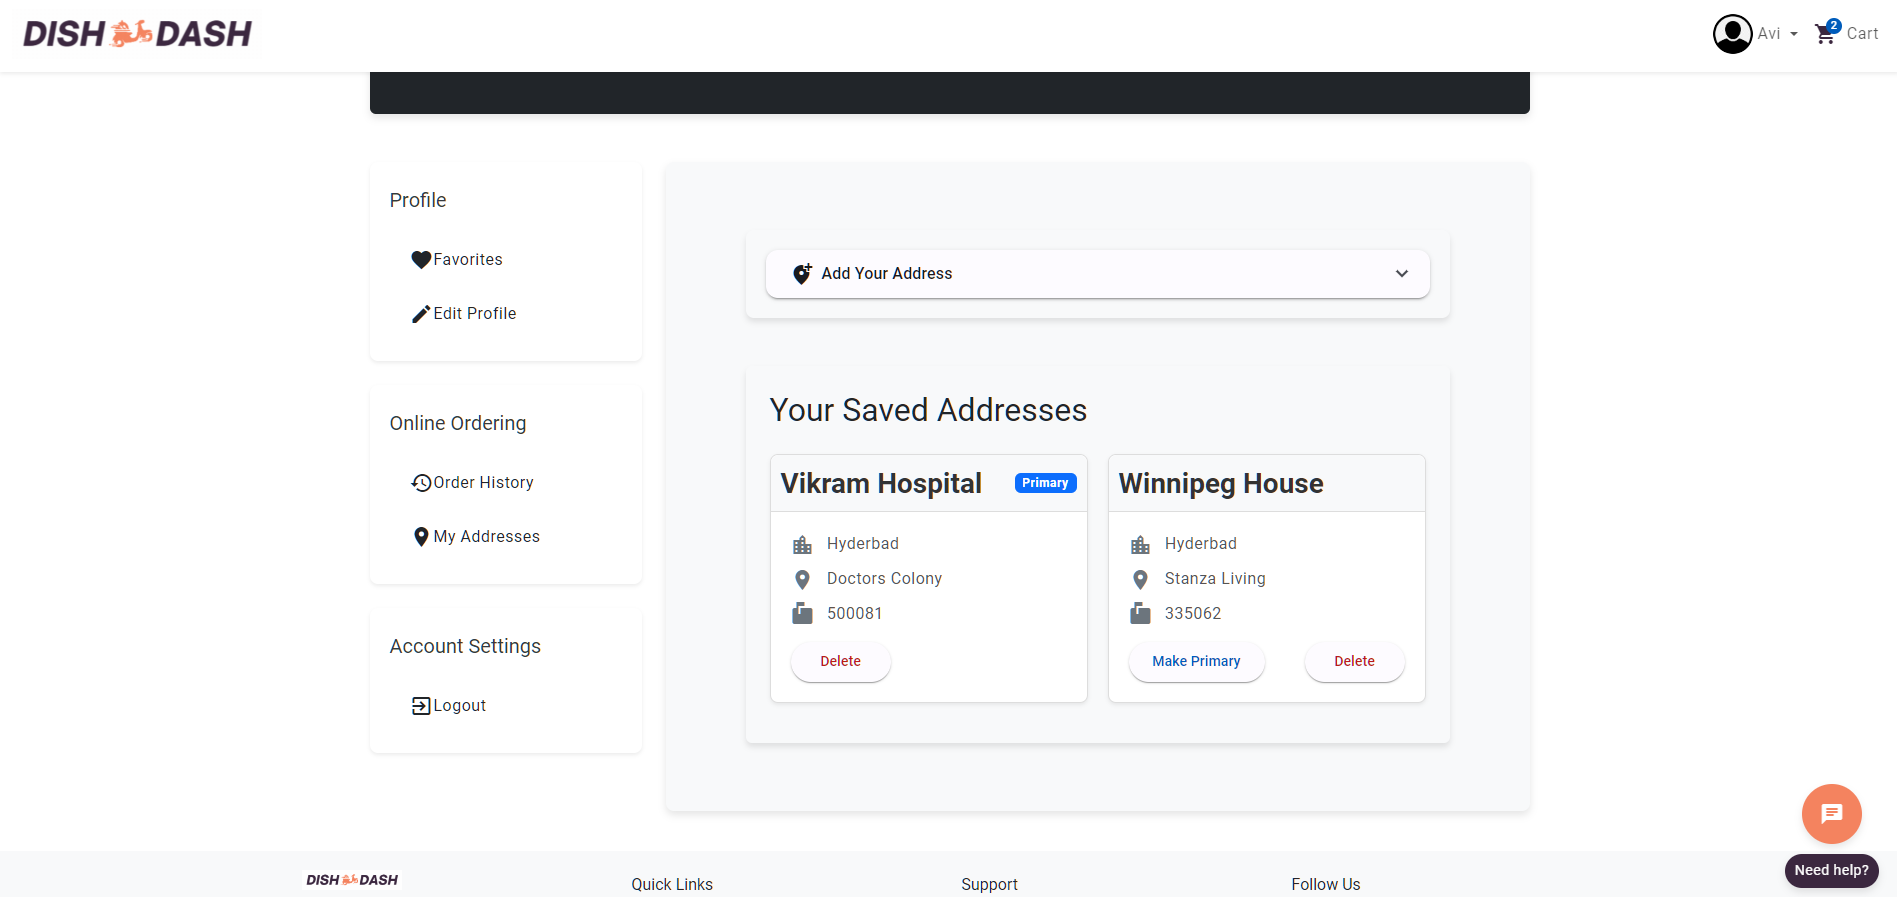 DISH DASH
Avi
2
Cart
Profile
Favorites
Edit Profile
Online Ordering
Order History
My Addresses
Account Settings
Logout
Add Your Address
Your Saved Addresses
Vikram Hospital
Primary
Hyderbad
Doctors Colony
500081
Delete
Winnipeg House
Hyderbad
Stanza Living
335062
Make Primary
Delete
Need help?
DISH DASH
Quick Links
Support
Follow Us